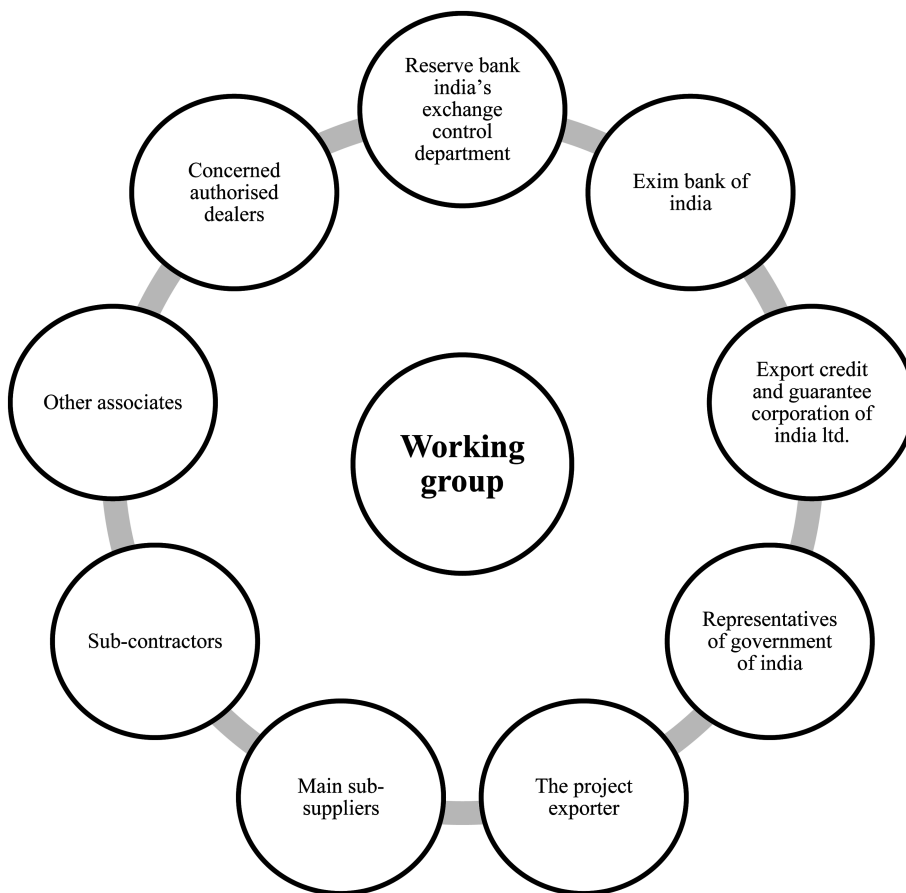 Reserve bank
india's
exchange
control
department
Exim bank of
india
Export credit
and guarantee
corporation of
india ltd.
Representatives
of government
of india
The project
exporter
Main sub-
suppliers
Sub-contractors
Other associates
Concerned
authorised
dealers
Working
group